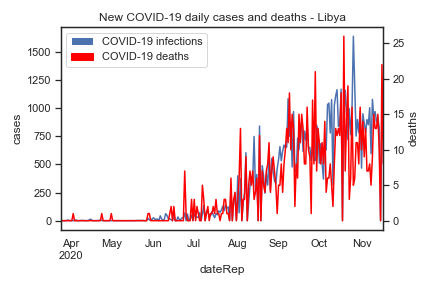 New COVID-19 daily cases and deaths - Libya
COVID-19 infections
COVID-19 deaths
cases
1500
1250
1000
750
500
250
0
deaths
25
20
15
10
5
0
Apr May Jun Jul Aug Sep Oct Nov
2020
dateRep